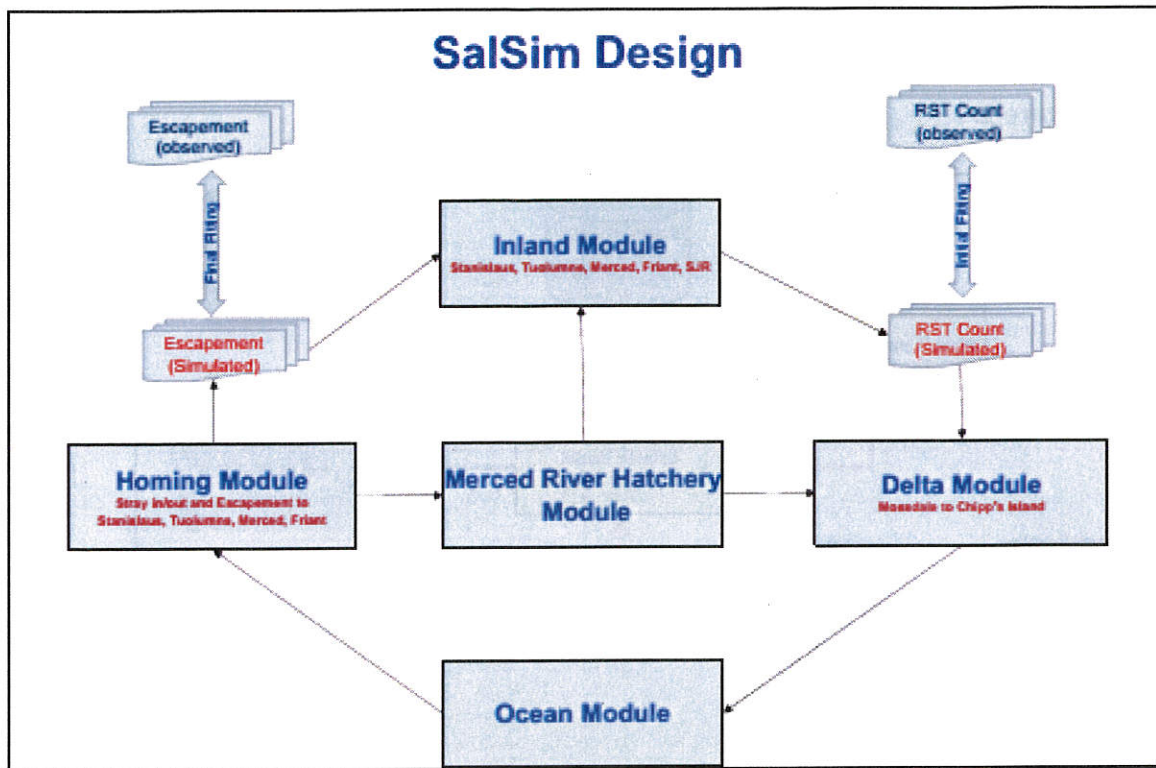 SalSim Design
Escapement
(observed)
RST Count
(observed)
Final Fitting
Initial Fitting
Inland Module
Stanislaus, Tuolumne, Merced, Friant, SJR
Escapement
(Simulated)
RST Count
(Simulated)
Homing Module
Stray in/out and Escapement to
Stanislaus, Tuolumne, Merced, Friant
Merced River Hatchery
Module
Delta Module
Mossdale to Chipp's Island
Ocean Module